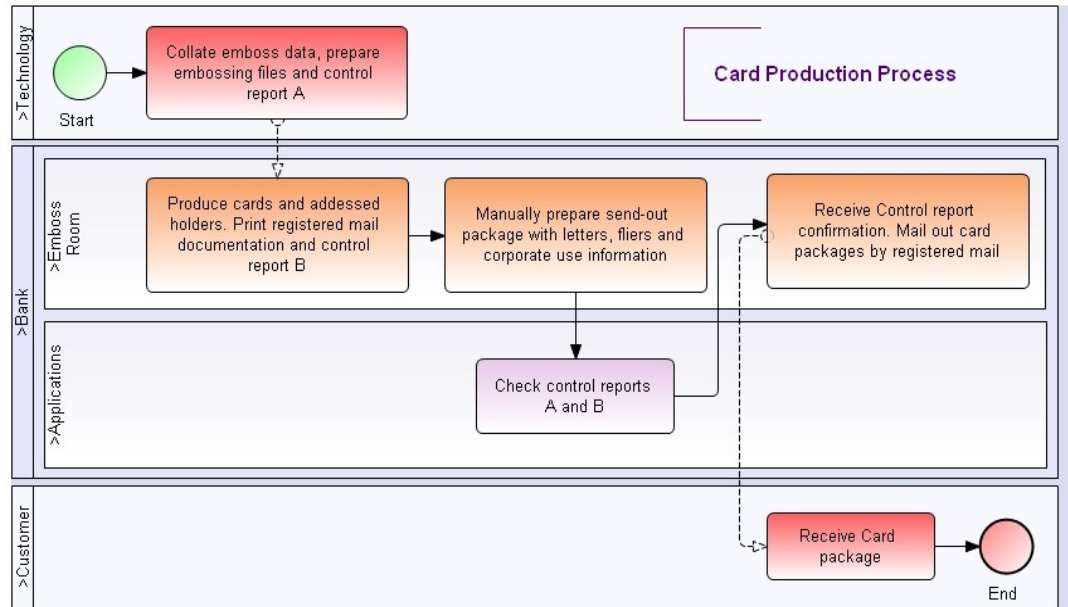 >Technology
Start
Collate emboss data, prepare
embossing files and control
report A
Card Production Process
>Bank
>Emboss
Room
Produce cards and addessed
holders. Print registered mail
documentation and control
report B
Manually prepare send-out
package with letters, fliers and
corporate use information
Receive Control report
confirmation. Mail out card
packages by registered mail
>Applications
Check control reports
A and B
>Customer
Receive Card
package
End